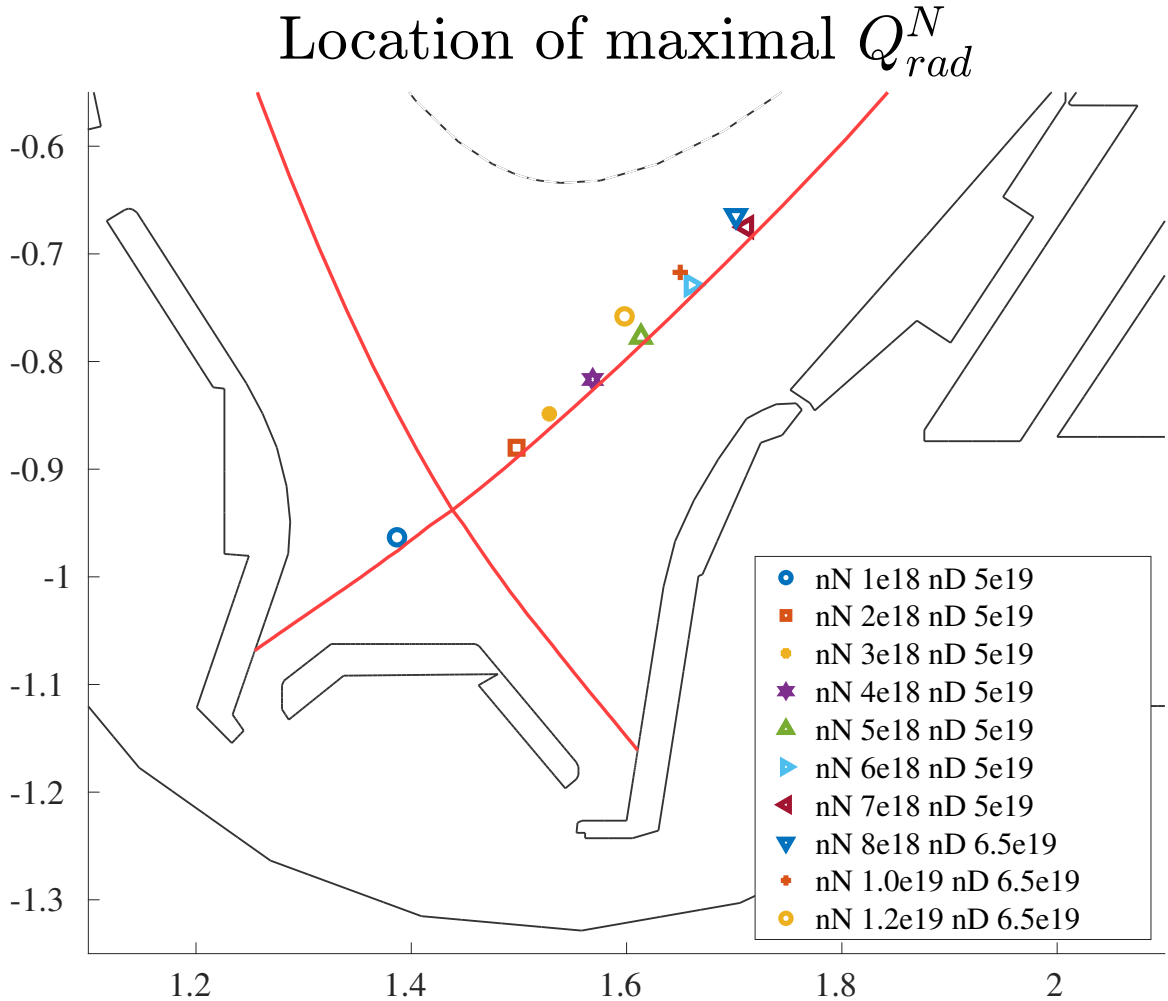 Location of maximal $Q_{rad}^{N}$
-0.6
-0.7
-0.8
-0.9
-1
-1.1
-1.2
-1.3
nN 1e18 nD 5e19
nN 2e18 nD 5e19
nN 3e18 nD 5e19
nN 4e18 nD 5e19
nN 5e18 nD 5e19
nN 6e18 nD 5e19
nN 7e18 nD 5e19
nN 8e18 nD 6.5e19
nN 1.0e19 nD 6.5e19
nN 1.2e19 nD 6.5e19
1.2 1.4 1.6 1.8 2